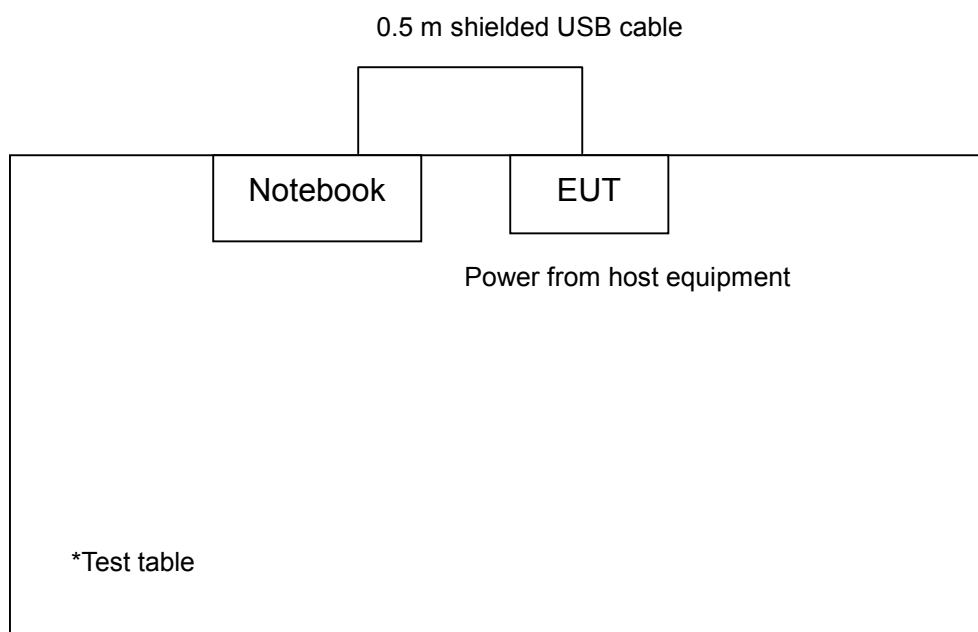 0.5 m shielded USB cable
Notebook
EUT
Power from host equipment
*Test table